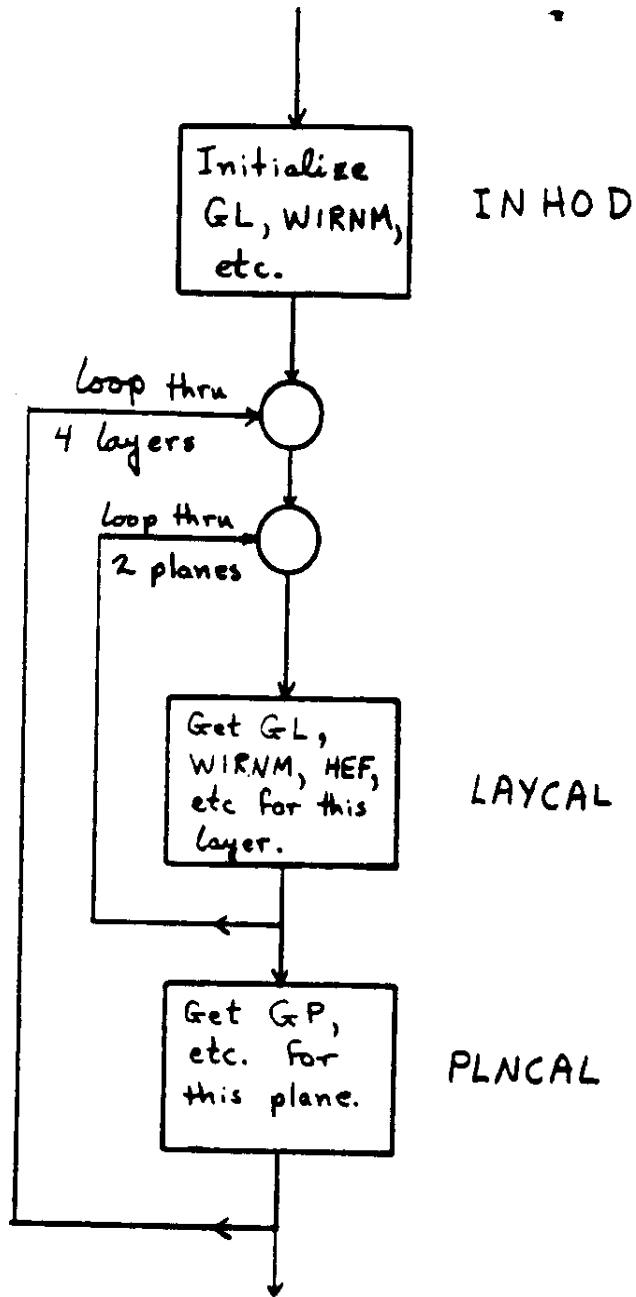 Initialize
GL, WIRNM,
etc.
INHOD
loop thru
4 layers
loop thru
2 planes
Get GL,
WIRNM, HEF,
etc for this
layer.
LAYCAL
Get GP,
etc. for
this plane.
PLNCAL